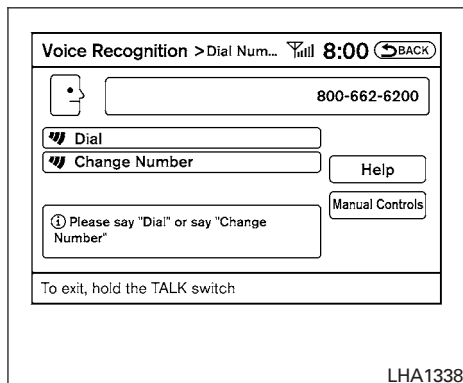 Voice Recognition > Dial Num... 8:00 BACK
800-662-6200
Dial
Change Number
Help
Manual Controls
Please say "Dial" or say "Change
Number"
To exit, hold the TALK switch
LHA1338